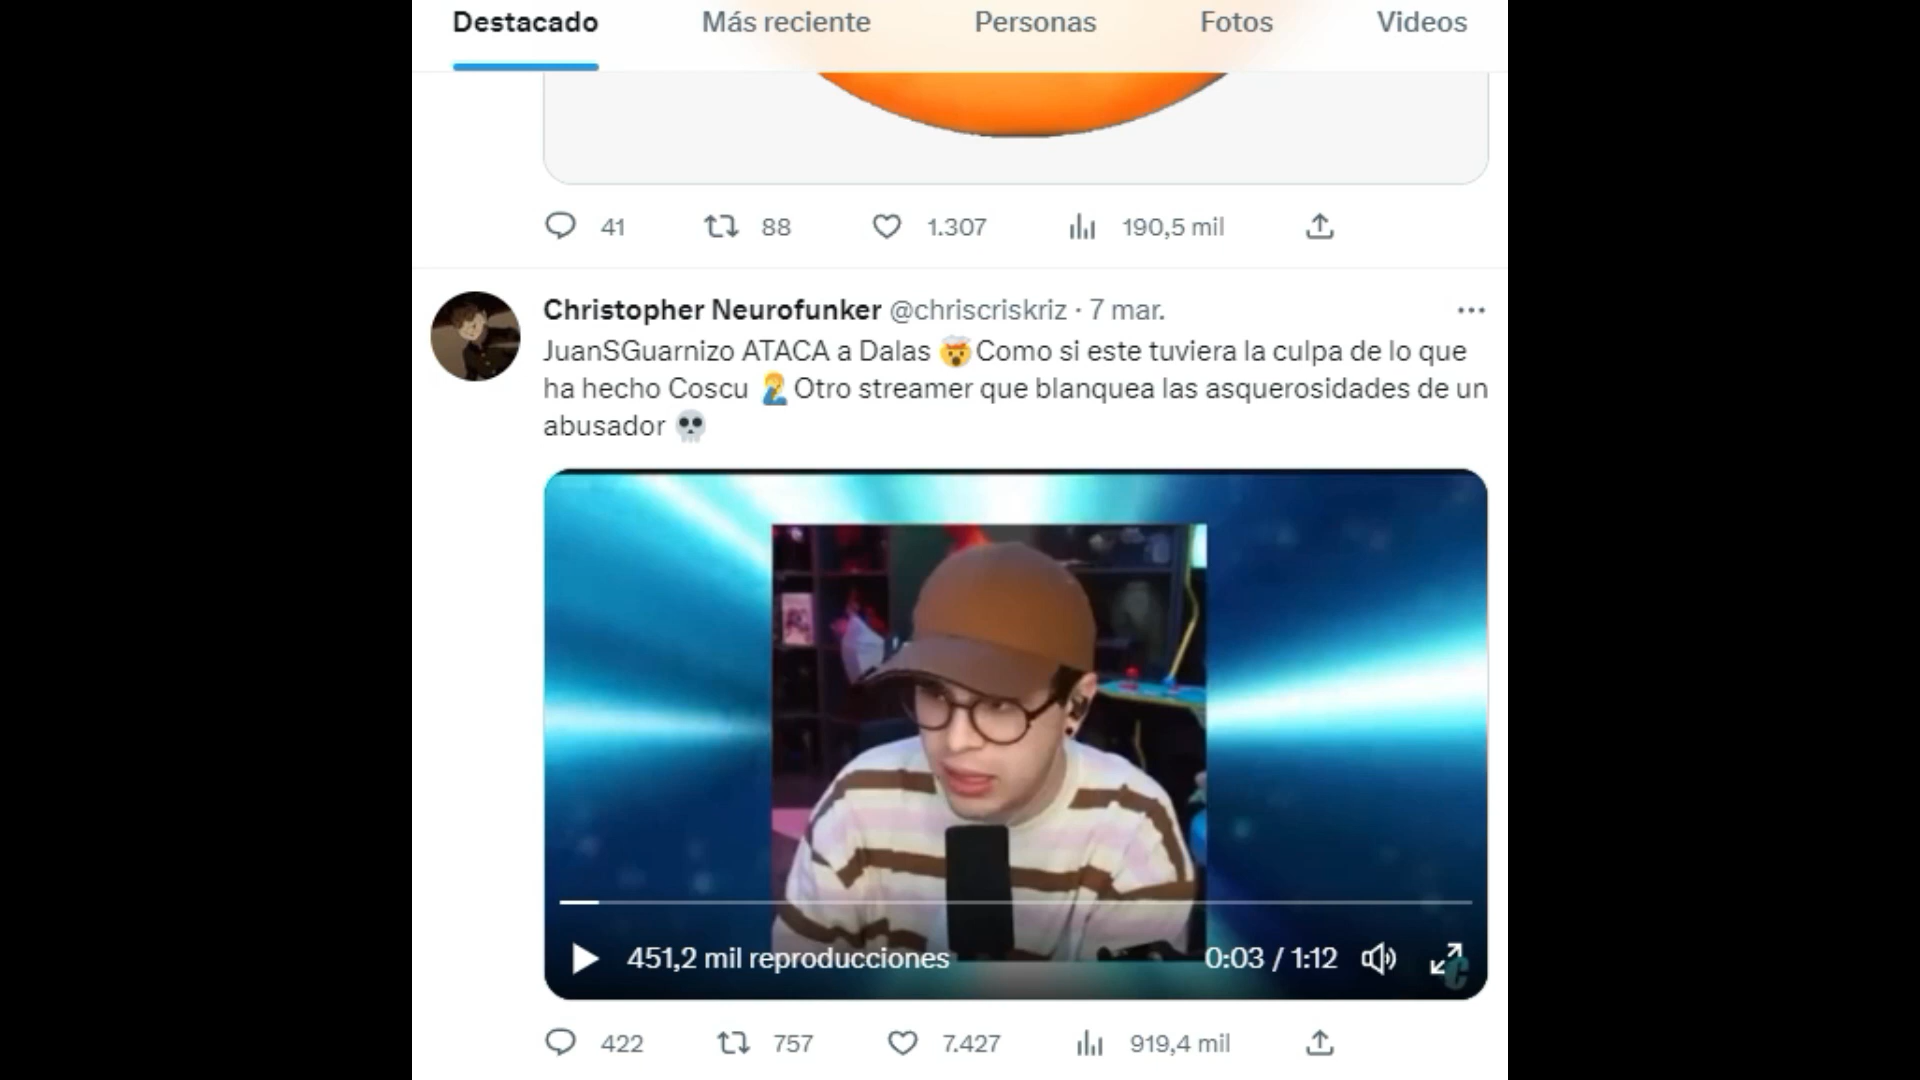 Destacado Más reciente Personas Fotos Videos
41 88 1.307 190,5 mil
Christopher Neurofunker @chriscriskriz · 7 mar.
JuanSGuarnizo ATACA a Dalas 🤯Como si este tuviera la culpa de lo que
ha hecho Coscu 🤦‍♂️Otro streamer que blanquea las asquerosidades de un
abusador 💀
451,2 mil reproducciones 0:03 / 1:12
422 757 7.427 919,4 mil